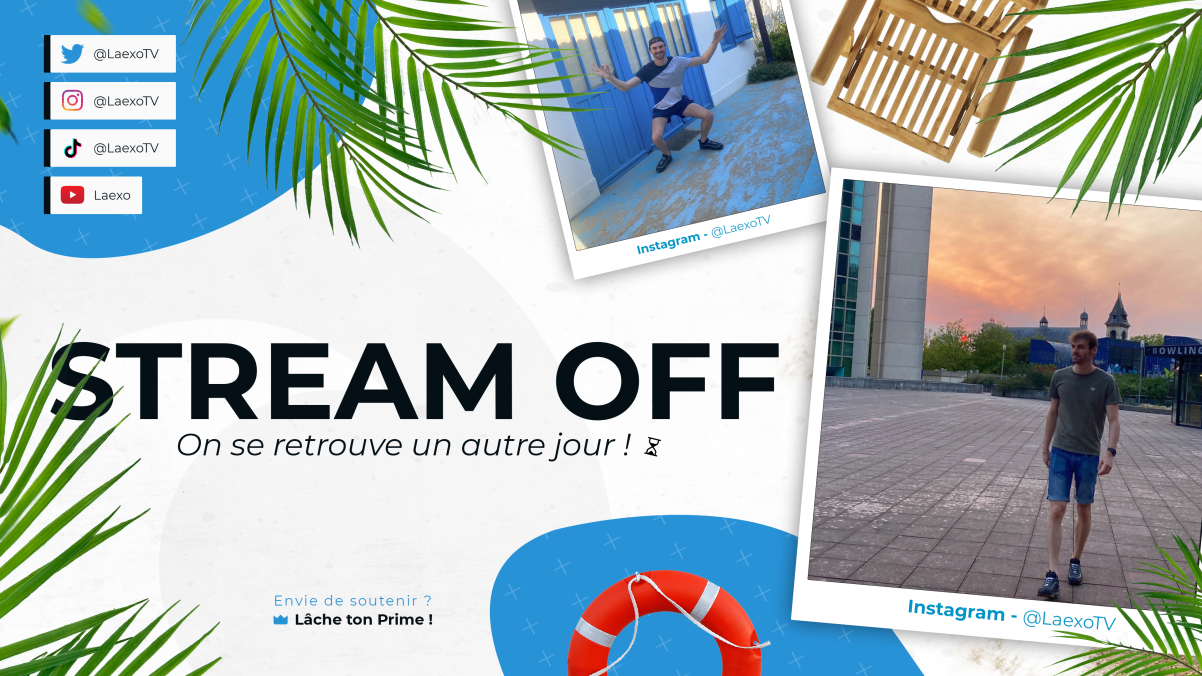 @LaexoTV
@LaexoTV
@LaexoTV
Laexo
Instagram - @LaexoTV
STREAM OFF
On se retrouve un autre jour !
BOWLING
Envie de soutenir ?
Lâche ton Prime !
Instagram - @LaexoTV